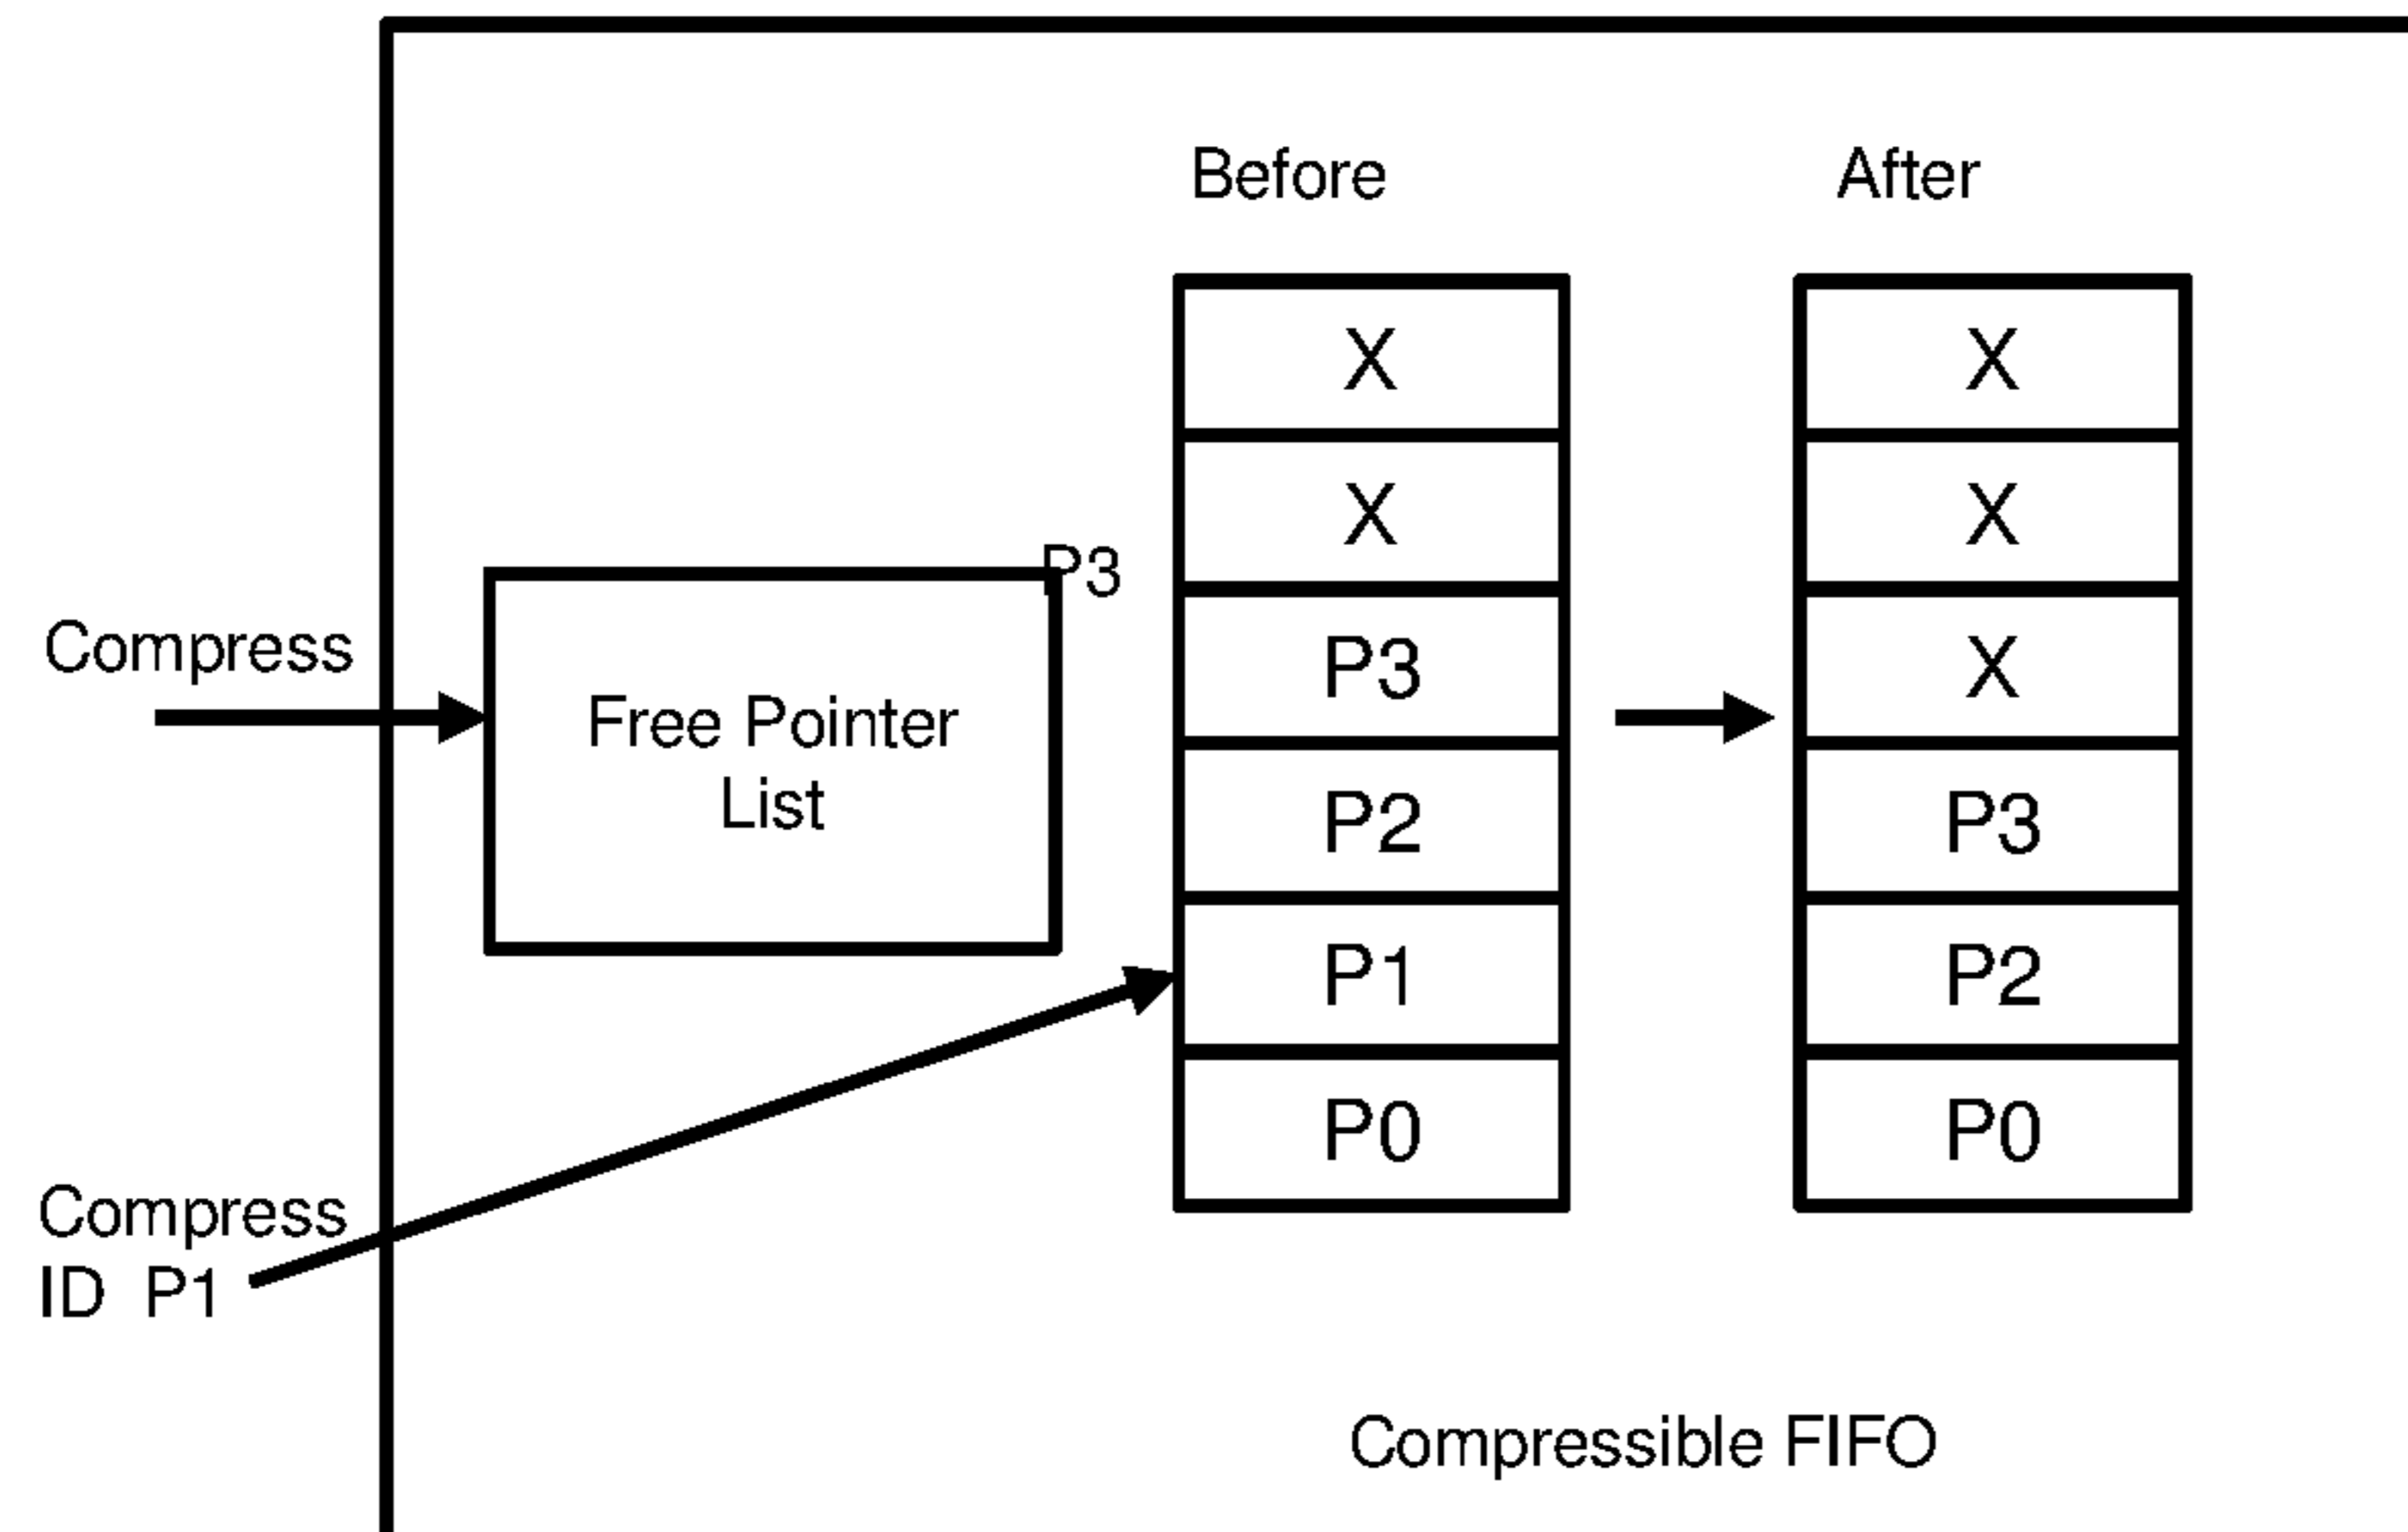 Before
After
X
X
X
X
P3
Compress
P3
X
Free Pointer
List
P2
P3
P1
P2
P0
P0
Compress
ID P1
Compressible FIFO